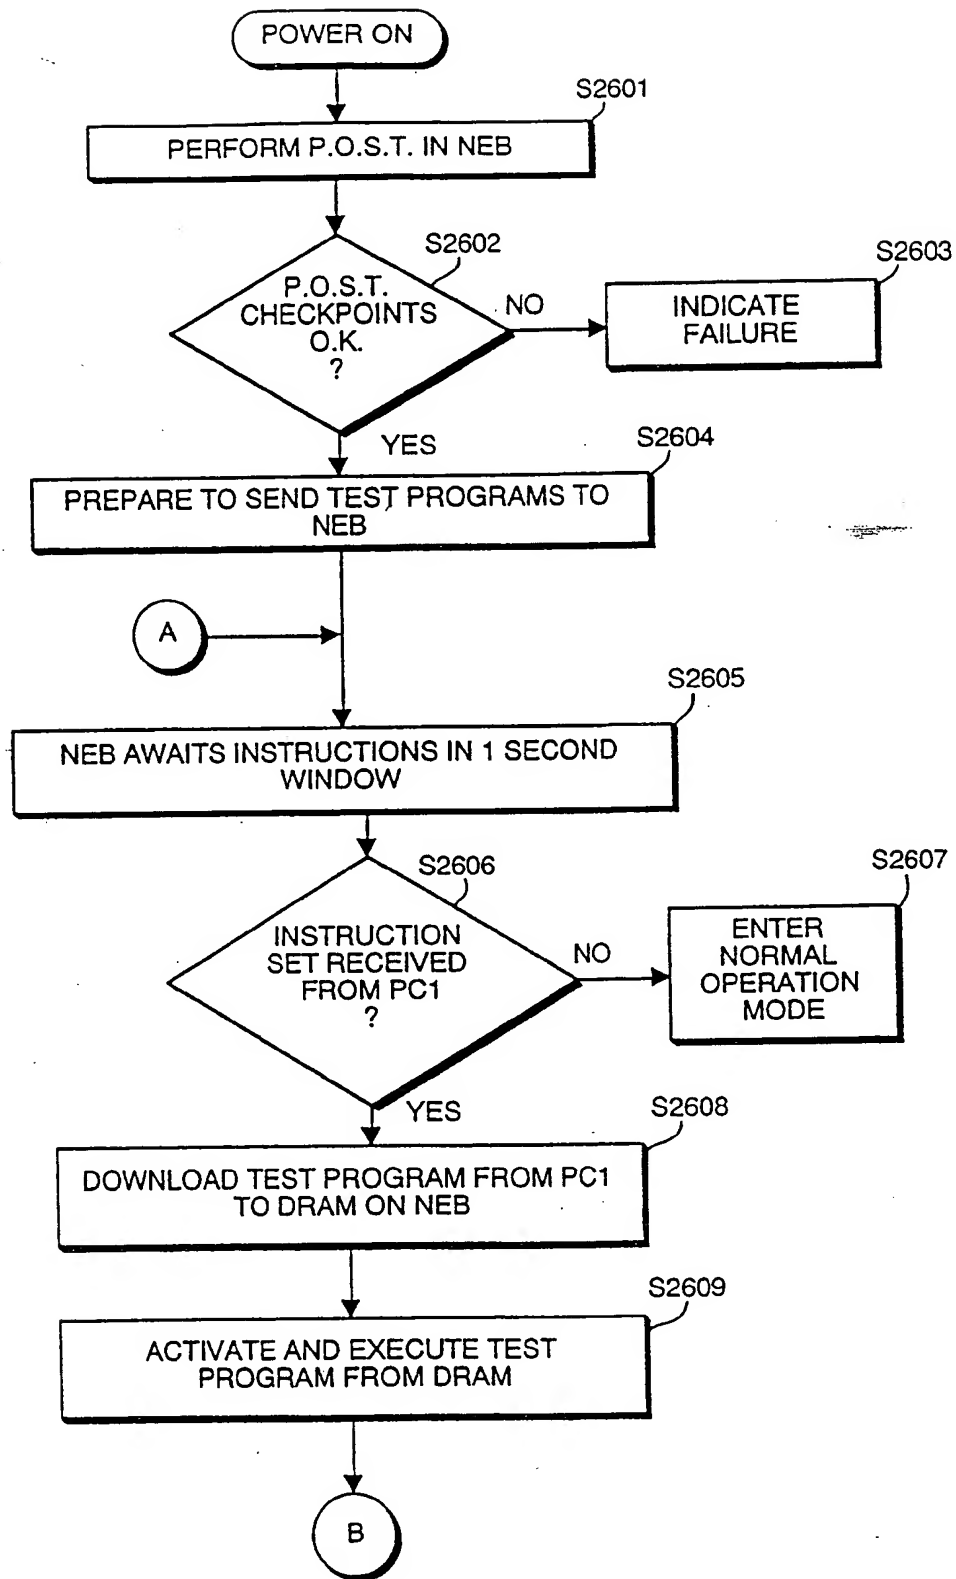 POWER ON
S2601
PERFORM P.O.S.T. IN NEB
S2602
P.O.S.T.
CHECKPOINTS
O.K.
?
NO
S2603
INDICATE
FAILURE
YES
S2604
PREPARE TO SEND TEST PROGRAMS TO
NEB
A
S2605
NEB AWAITS INSTRUCTIONS IN 1 SECOND
WINDOW
S2606
INSTRUCTION
SET RECEIVED
FROM PC1
?
NO
S2607
ENTER
NORMAL
OPERATION
MODE
YES
S2608
DOWNLOAD TEST PROGRAM FROM PC1
TO DRAM ON NEB
S2609
ACTIVATE AND EXECUTE TEST
PROGRAM FROM DRAM
B